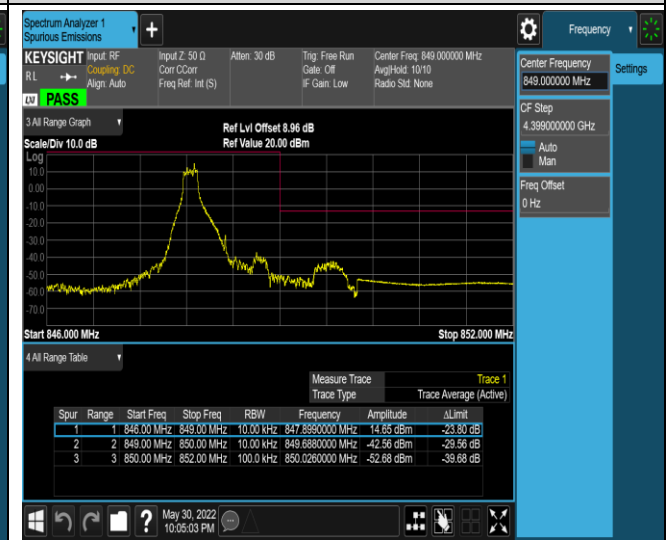 Spectrum Analyzer 1
Spurious Emissions
+
Frequency
KEYSIGHT
R L
LXI
PASS
Input: RF
Coupling: DC
Align: Auto
Input Z: 50 Ω
Corr CCorr
Freq Ref: Int (S)
Atten: 30 dB
Trig: Free Run
Gate: Off
IF Gain: Low
Center Freq: 849.000000 MHz
Avg|Hold: 10/10
Radio Std: None
Center Frequency
849.000000 MHz
Settings
CF Step
4.399000000 GHz
Auto
Man
Freq Offset
0 Hz
3 All Range Graph
Scale/Div 10.0 dB
Ref Lvl Offset 8.96 dB
Ref Value 20.00 dBm
Log
10.0
0.00
-10.0
-20.0
-30.0
-40.0
-50.0
-60.0
-70.0
Start 846.000 MHz
Stop 852.000 MHz
4 All Range Table
Measure Trace Trace 1
Trace Type Trace Average (Active)
Spur Range Start Freq Stop Freq RBW Frequency Amplitude ΔLimit
1 1 846.00 MHz 849.00 MHz 10.00 kHz 847.8990000 MHz 14.65 dBm -23.80 dB
2 2 849.00 MHz 850.00 MHz 10.00 kHz 849.6880000 MHz -42.56 dBm -29.56 dB
3 3 850.00 MHz 852.00 MHz 100.0 kHz 850.0260000 MHz -52.68 dBm -39.68 dB
?
May 30, 2022
10:05:03 PM